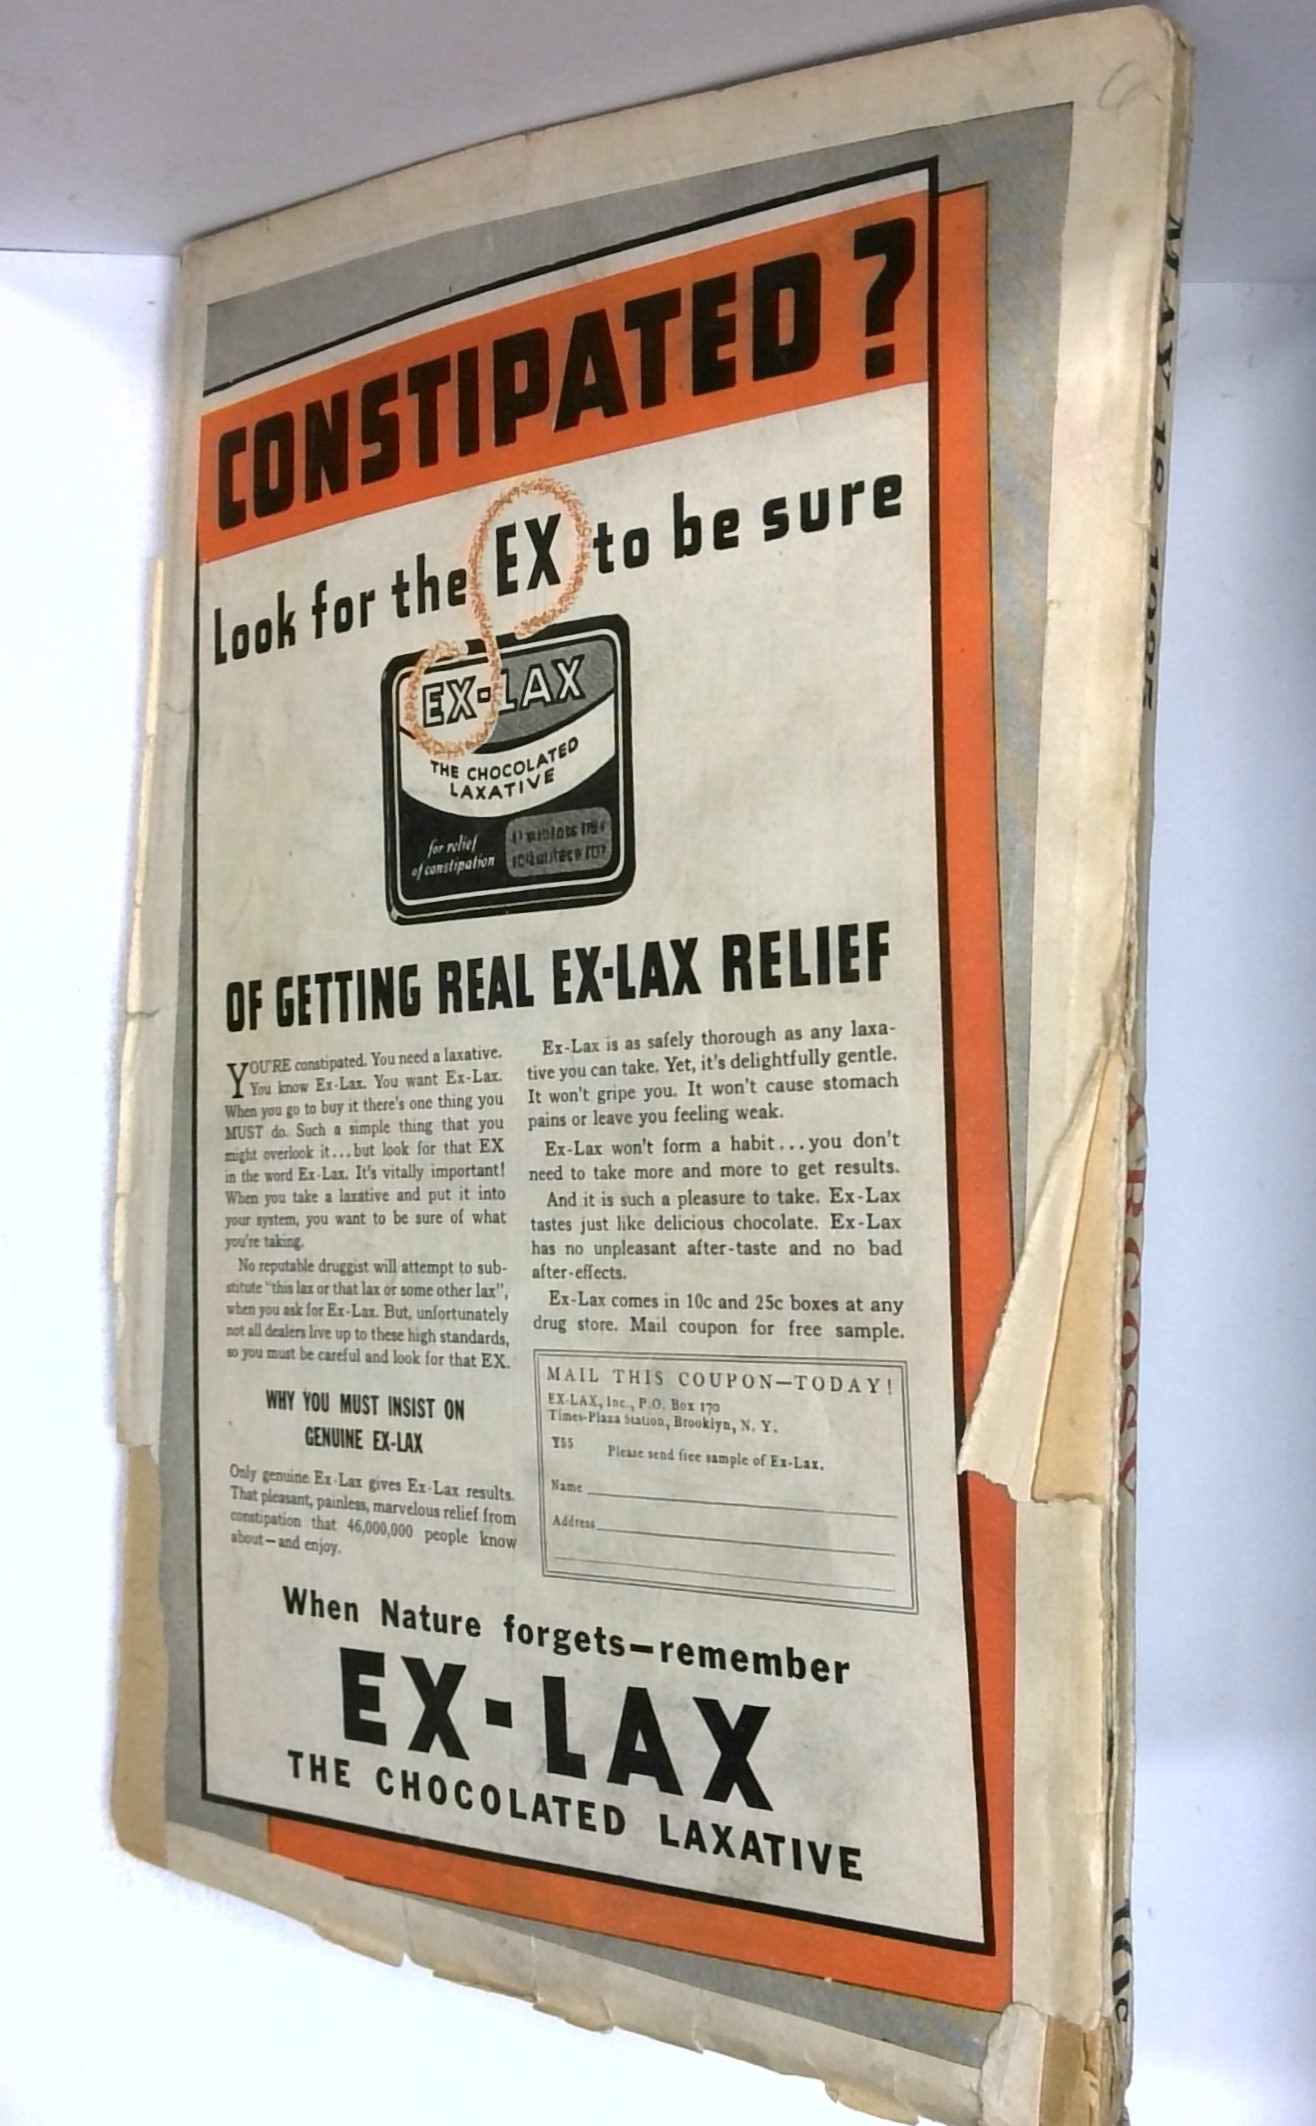 CONSTIPATED?
Look for the EX to be sure
EX-LAX
THE CHOCOLATED
LAXATIVE
for relief
of constipation
OF GETTING REAL EX-LAX RELIEF
YOU'RE constipated. You need a laxative.
You know Ex-Lax. You want Ex-Lax.
When you go to buy it there's one thing you
MUST do. Such a simple thing that you
might overlook it...but look for that EX
in the word Ex-Lax. It's vitally important!
When you take a laxative and put it into
your system, you want to be sure of what
you're taking.
No reputable druggist will attempt to sub-
stitute "this lax or that lax or some other lax",
when you ask for Ex-Lax. But, unfortunately
not all dealers live up to these high standards,
so you must be careful and look for that EX.
WHY YOU MUST INSIST ON
GENUINE EX-LAX
Only genuine Ex-Lax gives Ex-Lax results.
That pleasant, painless, marvelous relief from
constipation that 46,000,000 people know
about—and enjoy.
Ex-Lax is as safely thorough as any laxa-
tive you can take. Yet, it's delightfully gentle.
It won't gripe you. It won't cause stomach
pains or leave you feeling weak.
Ex-Lax won't form a habit...you don't
need to take more and more to get results.
And it is such a pleasure to take. Ex-Lax
tastes just like delicious chocolate. Ex-Lax
has no unpleasant after-taste and no bad
after-effects.
Ex-Lax comes in 10c and 25c boxes at any
drug store. Mail coupon for free sample.
MAIL THIS COUPON—TODAY!
EX-LAX, Inc., P.O. Box 170
Times-Plaza Station, Brooklyn, N. Y.
Y55 Please send free sample of Ex-Lax.
Name
Address
When Nature forgets—remember
EX-LAX
THE CHOCOLATED LAXATIVE
MAY 18 1935
ARGOSY
10c